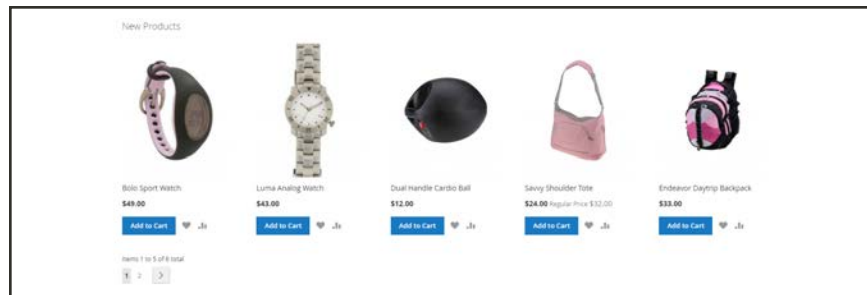 New Products
Bolo Sport Watch
$49.00
Add to Cart
Luma Analog Watch
$43.00
Add to Cart
Dual Handle Cardio Ball
$12.00
Add to Cart
Savvy Shoulder Tote
$24.00 Regular Price $32.00
Add to Cart
Endeavor Daytrip Backpack
$33.00
Add to Cart
Items 1 to 5 of 6 total
1 2 >